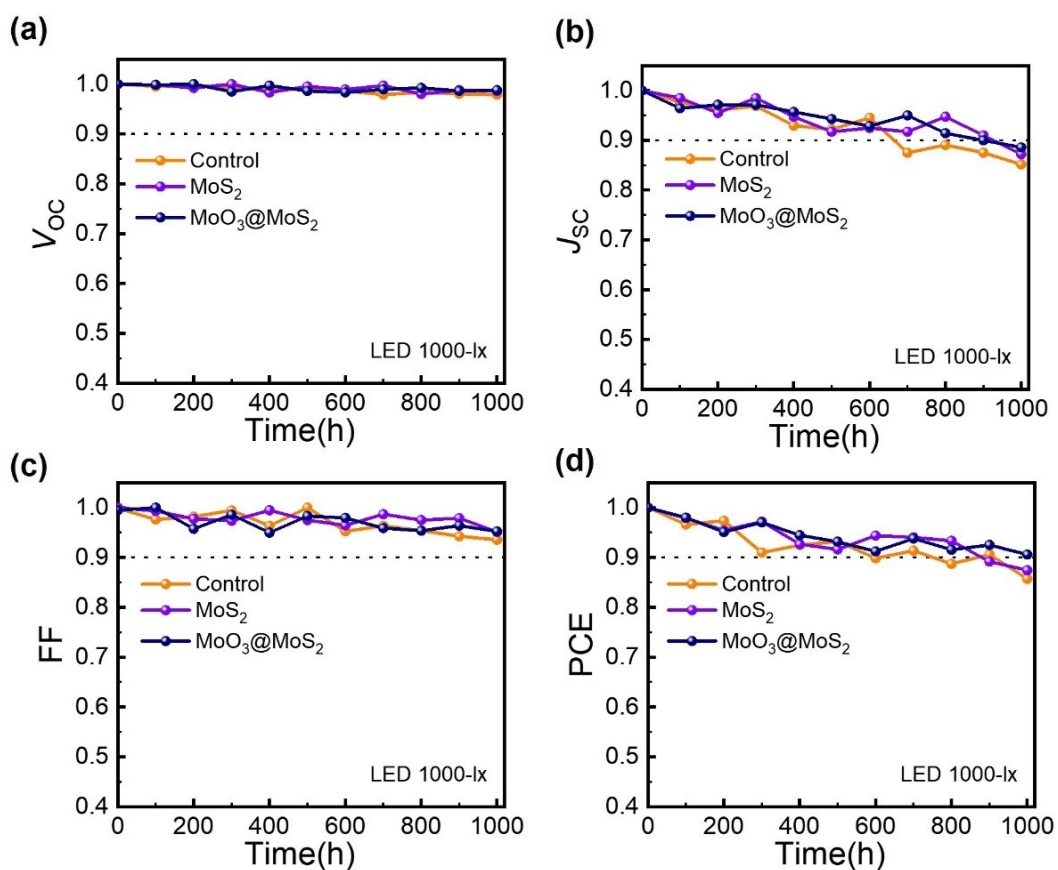 (a)
1.0
0.9
0.8
0.7
0.6
0.5
0.4
V_OC
Control
MoS₂
MoO₃@MoS₂
LED 1000-lx
0 200 400 600 800 1000
Time(h)
(b)
1.0
0.9
0.8
0.7
0.6
0.5
0.4
J_SC
Control
MoS₂
MoO₃@MoS₂
LED 1000-lx
0 200 400 600 800 1000
Time(h)
(c)
1.0
0.9
0.8
0.7
0.6
0.5
0.4
FF
Control
MoS₂
MoO₃@MoS₂
LED 1000-lx
0 200 400 600 800 1000
Time(h)
(d)
1.0
0.9
0.8
0.7
0.6
0.5
0.4
PCE
Control
MoS₂
MoO₃@MoS₂
LED 1000-lx
0 200 400 600 800 1000
Time(h)